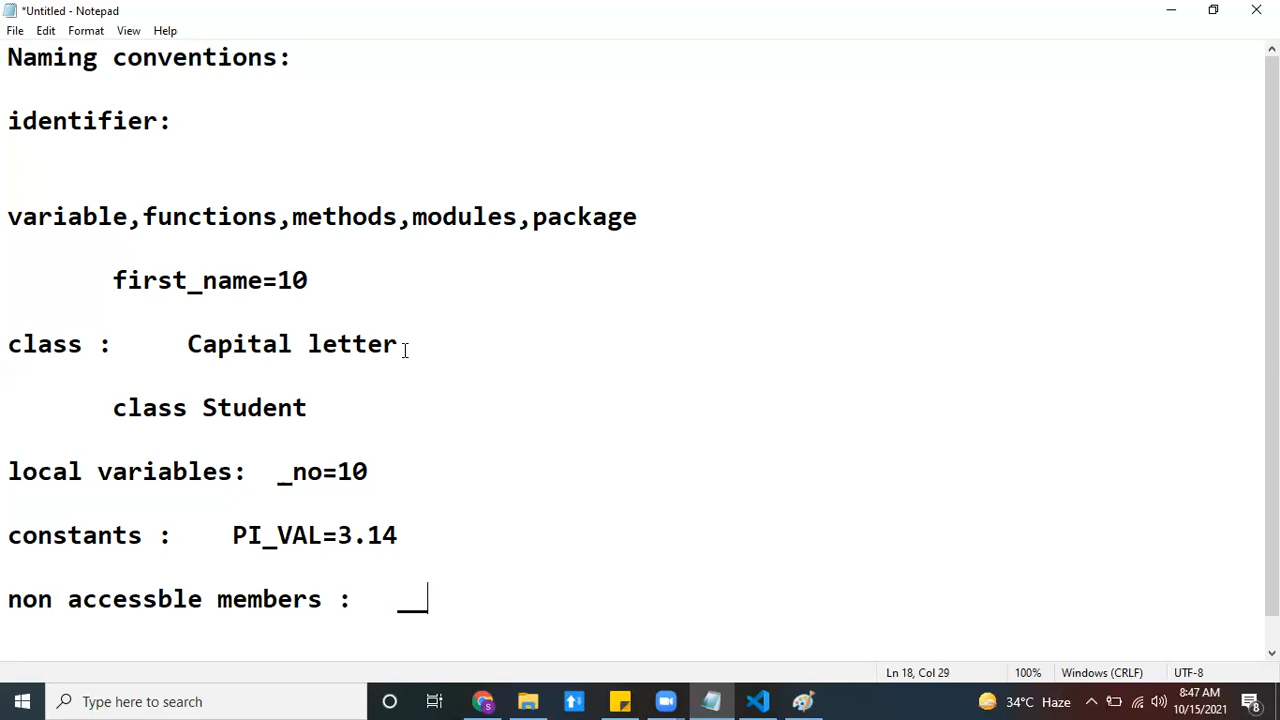 *Untitled - Notepad
File Edit Format View Help
Naming conventions:
identifier:
variable,functions,methods,modules,package
first_name=10
class : Capital letter
class Student
local variables: _no=10
constants : PI_VAL=3.14
non accessble members : __
Ln 18, Col 29 100% Windows (CRLF) UTF-8
Type here to search 34°C Haze 8:47 AM
10/15/2021 8